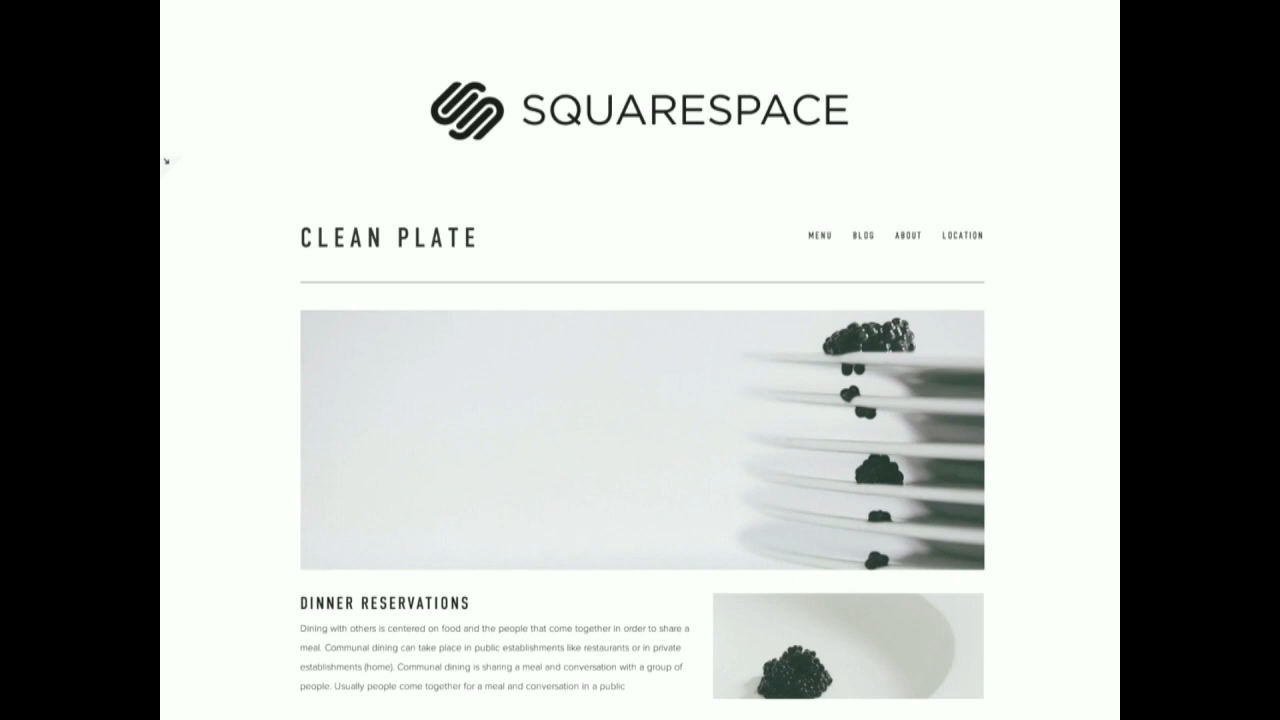 SQUARESPACE
CLEAN PLATE
MENU BLOG ABOUT LOCATION
DINNER RESERVATIONS
Dining with others is centered on food and the people that come together in order to share a
meal. Communal dining can take place in public establishments like restaurants or in private
establishments (home). Communal dining is sharing a meal and conversation with a group of
people. Usually people come together for a meal and conversation in a public